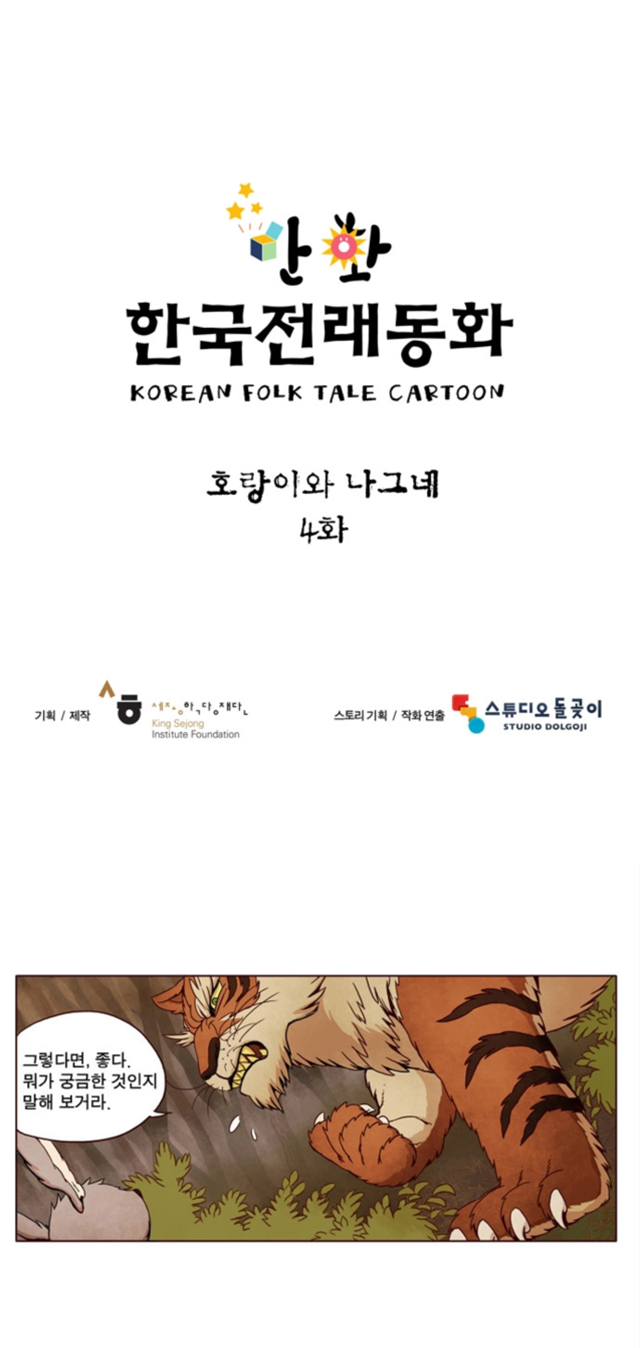 만화
한국전래동화
KOREAN FOLK TALE CARTOON
호랑이와 나그네
4화
기획 / 제작
세종학당재단
King Sejong
Institute Foundation
스토리 기획 / 작화 연출
스튜디오 돌곶이
STUDIO DOLGOJI
그렇다면, 좋다.
뭐가 궁금한 것인지
말해 보거라.